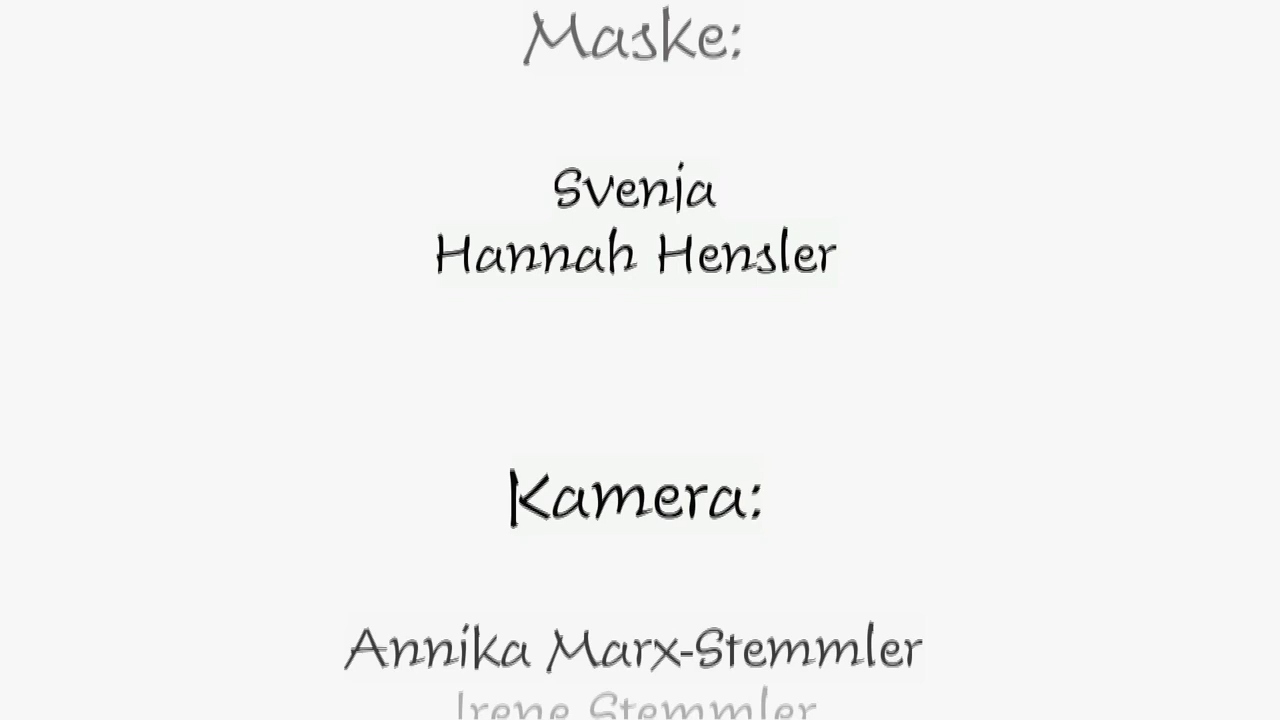 Maske:
Svenja
Hannah Hensler
Kamera:
Annika Marx-Stemmler
Irene Stemmler